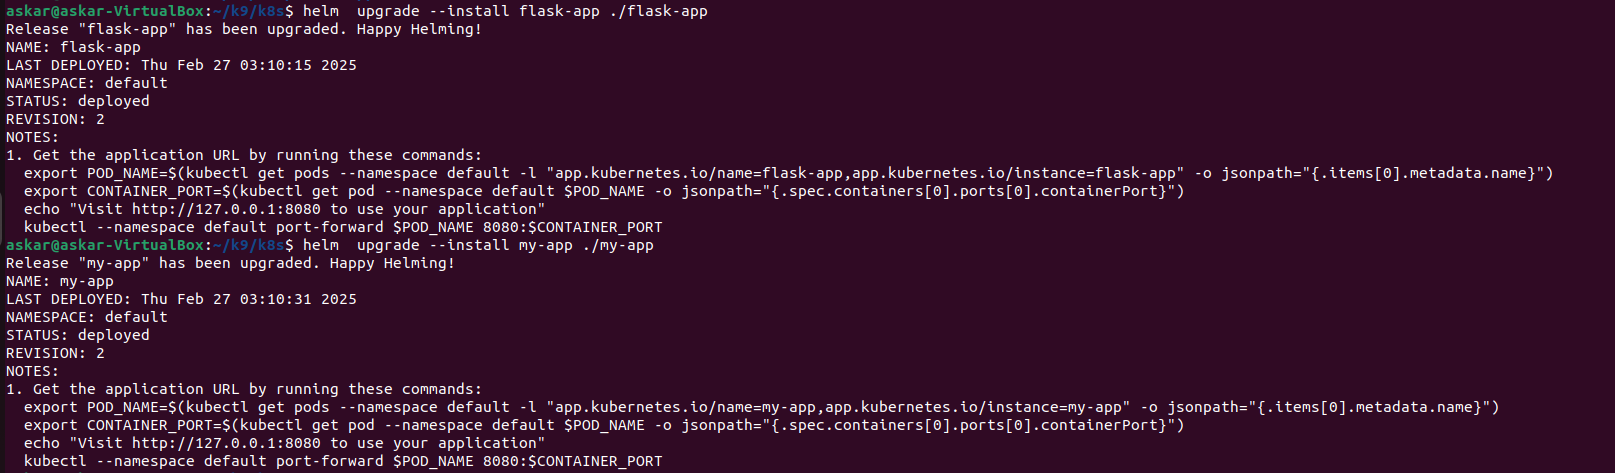 askar@askar-VirtualBox:~/k9/k8s$ helm  upgrade --install flask-app ./flask-app
Release "flask-app" has been upgraded. Happy Helming!
NAME: flask-app
LAST DEPLOYED: Thu Feb 27 03:10:15 2025
NAMESPACE: default
STATUS: deployed
REVISION: 2
NOTES:
1. Get the application URL by running these commands:
  export POD_NAME=$(kubectl get pods --namespace default -l "app.kubernetes.io/name=flask-app,app.kubernetes.io/instance=flask-app" -o jsonpath="{.items[0].metadata.name}")
  export CONTAINER_PORT=$(kubectl get pod --namespace default $POD_NAME -o jsonpath="{.spec.containers[0].ports[0].containerPort}")
  echo "Visit http://127.0.0.1:8080 to use your application"
  kubectl --namespace default port-forward $POD_NAME 8080:$CONTAINER_PORT
askar@askar-VirtualBox:~/k9/k8s$ helm  upgrade --install my-app ./my-app
Release "my-app" has been upgraded. Happy Helming!
NAME: my-app
LAST DEPLOYED: Thu Feb 27 03:10:31 2025
NAMESPACE: default
STATUS: deployed
REVISION: 2
NOTES:
1. Get the application URL by running these commands:
  export POD_NAME=$(kubectl get pods --namespace default -l "app.kubernetes.io/name=my-app,app.kubernetes.io/instance=my-app" -o jsonpath="{.items[0].metadata.name}")
  export CONTAINER_PORT=$(kubectl get pod --namespace default $POD_NAME -o jsonpath="{.spec.containers[0].ports[0].containerPort}")
  echo "Visit http://127.0.0.1:8080 to use your application"
  kubectl --namespace default port-forward $POD_NAME 8080:$CONTAINER_PORT